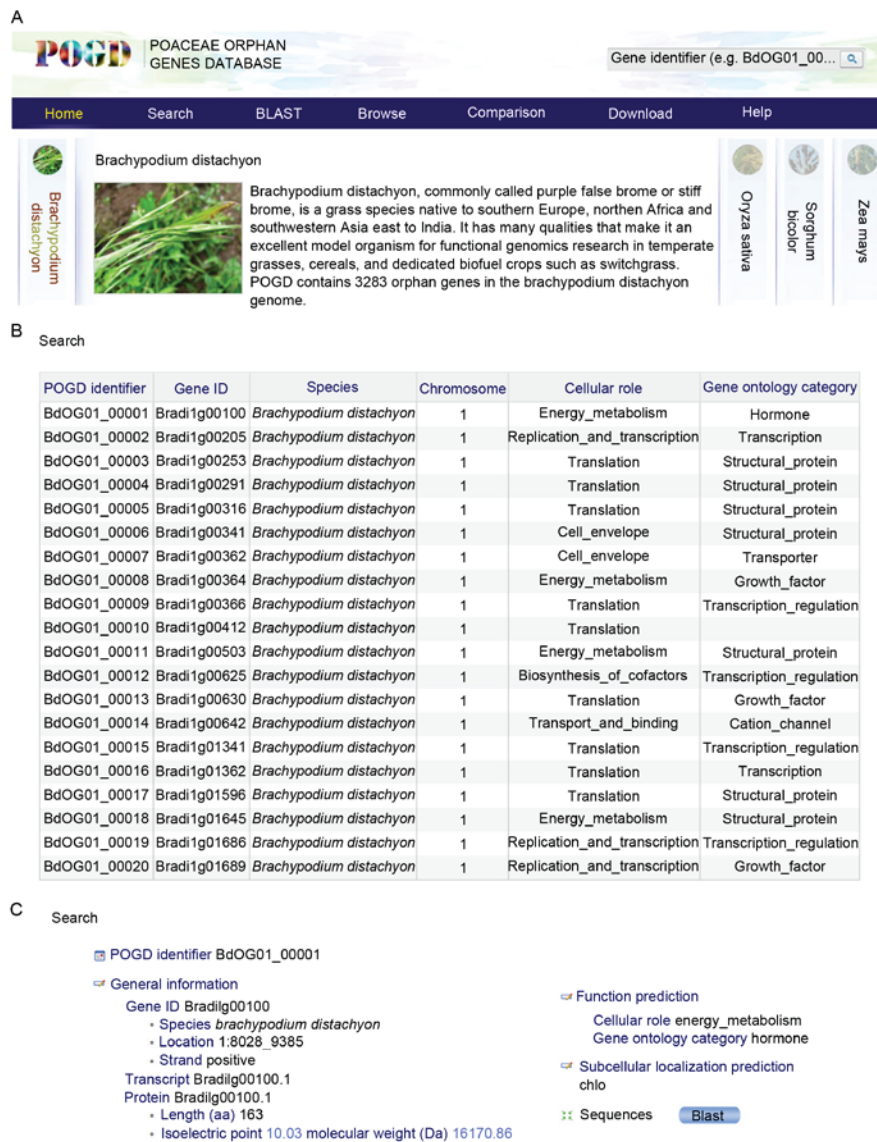 A
POGD POACEAE ORPHAN
GENES DATABASE
Gene identifier (e.g. BdOG01_00...
Home Search BLAST Browse Comparison Download Help
Brachypodium
distachyon
Brachypodium distachyon
Brachypodium distachyon, commonly called purple false brome or stiff
brome, is a grass species native to southern Europe, northen Africa and
southwestern Asia east to India. It has many qualities that make it an
excellent model organism for functional genomics research in temperate
grasses, cereals, and dedicated biofuel crops such as switchgrass.
POGD contains 3283 orphan genes in the brachypodium distachyon
genome.
Oryza sativa
Sorghum
bicolor
Zea mays
B
Search
POGD identifier Gene ID Species Chromosome Cellular role Gene ontology category
BdOG01_00001 Bradi1g00100 Brachypodium distachyon 1 Energy_metabolism Hormone
BdOG01_00002 Bradi1g00205 Brachypodium distachyon 1 Replication_and_transcription Transcription
BdOG01_00003 Bradi1g00253 Brachypodium distachyon 1 Translation Structural_protein
BdOG01_00004 Bradi1g00291 Brachypodium distachyon 1 Translation Structural_protein
BdOG01_00005 Bradi1g00316 Brachypodium distachyon 1 Translation Structural_protein
BdOG01_00006 Bradi1g00341 Brachypodium distachyon 1 Cell_envelope Structural_protein
BdOG01_00007 Bradi1g00362 Brachypodium distachyon 1 Cell_envelope Transporter
BdOG01_00008 Bradi1g00364 Brachypodium distachyon 1 Energy_metabolism Growth_factor
BdOG01_00009 Bradi1g00366 Brachypodium distachyon 1 Translation Transcription_regulation
BdOG01_00010 Bradi1g00412 Brachypodium distachyon 1 Translation
BdOG01_00011 Bradi1g00503 Brachypodium distachyon 1 Energy_metabolism Structural_protein
BdOG01_00012 Bradi1g00625 Brachypodium distachyon 1 Biosynthesis_of_cofactors Transcription_regulation
BdOG01_00013 Bradi1g00630 Brachypodium distachyon 1 Translation Growth_factor
BdOG01_00014 Bradi1g00642 Brachypodium distachyon 1 Transport_and_binding Cation_channel
BdOG01_00015 Bradi1g01341 Brachypodium distachyon 1 Translation Transcription_regulation
BdOG01_00016 Bradi1g01362 Brachypodium distachyon 1 Translation Transcription
BdOG01_00017 Bradi1g01596 Brachypodium distachyon 1 Translation Structural_protein
BdOG01_00018 Bradi1g01645 Brachypodium distachyon 1 Energy_metabolism Structural_protein
BdOG01_00019 Bradi1g01686 Brachypodium distachyon 1 Replication_and_transcription Transcription_regulation
BdOG01_00020 Bradi1g01689 Brachypodium distachyon 1 Replication_and_transcription Growth_factor
C
Search
POGD identifier BdOG01_00001
General information
Gene ID Bradilg00100
• Species brachypodium distachyon
• Location 1:8028_9385
• Strand positive
Transcript Bradilg00100.1
Protein Bradilg00100.1
• Length (aa) 163
• Isoelectric point 10.03 molecular weight (Da) 16170.86
Function prediction
Cellular role energy_metabolism
Gene ontology category hormone
Subcellular localization prediction
chlo
Sequences Blast